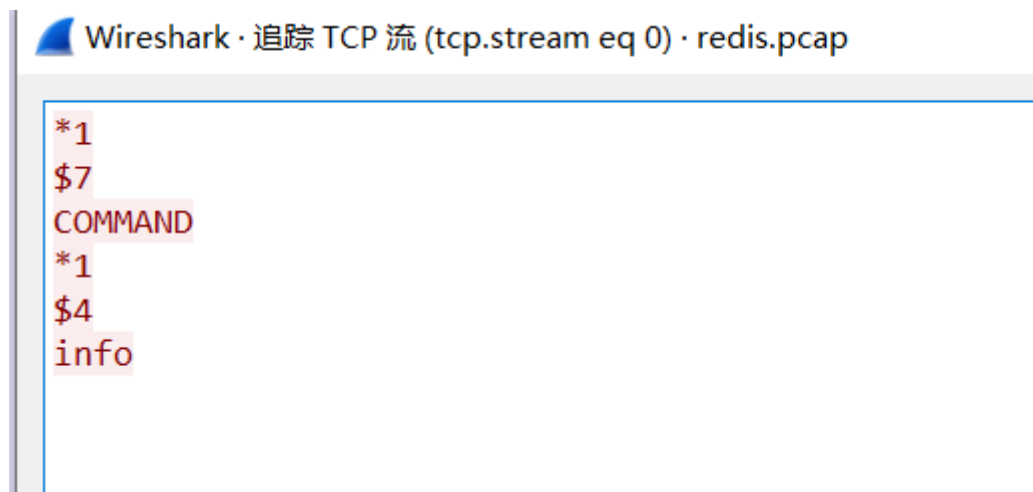 Wireshark · 追踪 TCP 流 (tcp.stream eq 0) · redis.pcap
*1
$7
COMMAND
*1
$4
info